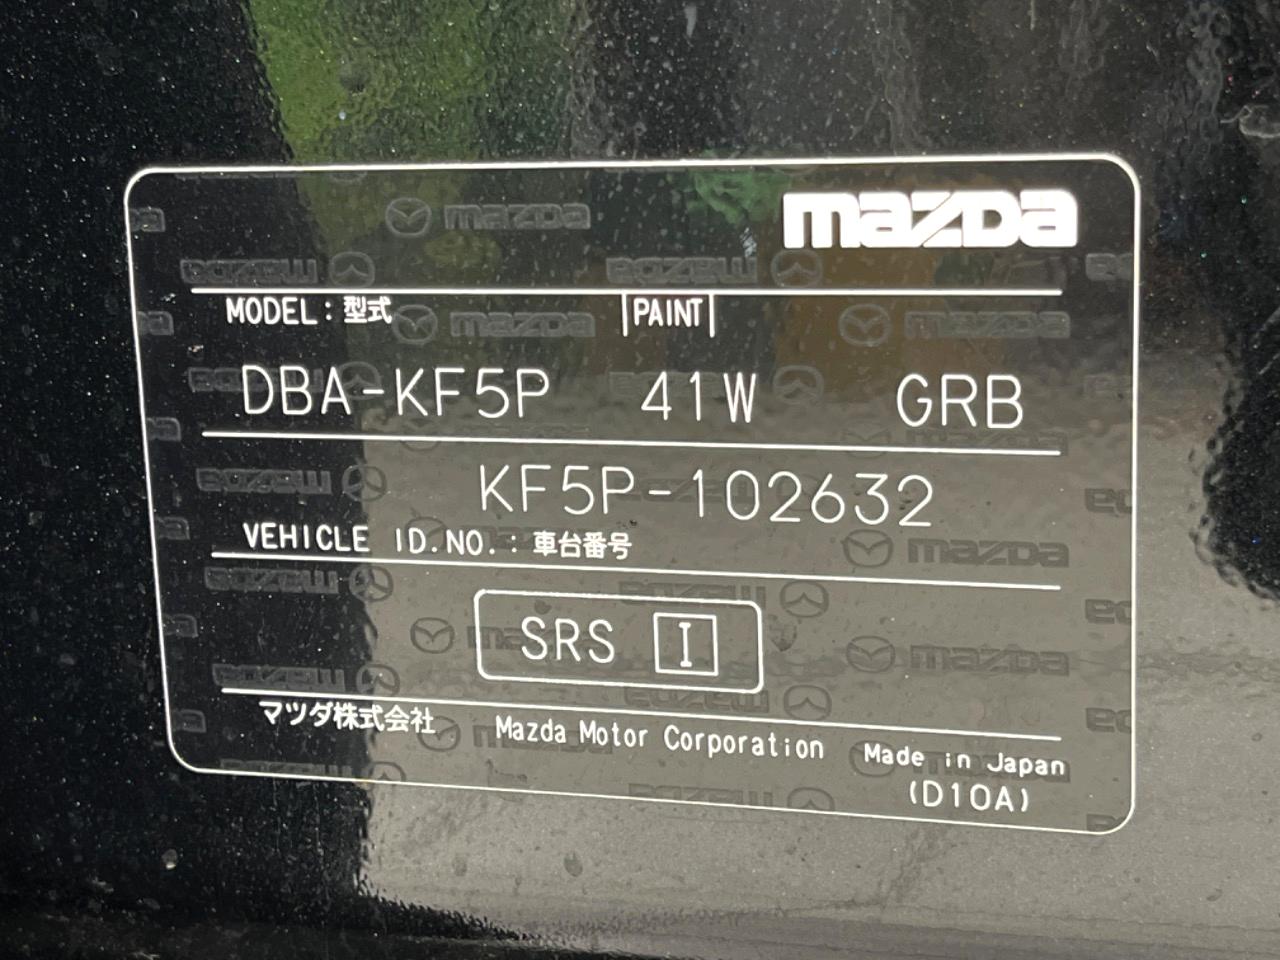 mazda
MODEL : 型式 PAINT
DBA-KF5P 41W GRB
KF5P-102632
VEHICLE ID.NO. : 車台番号
SRS I
マツダ株式会社 Mazda Motor Corporation Made in Japan
(D10A)